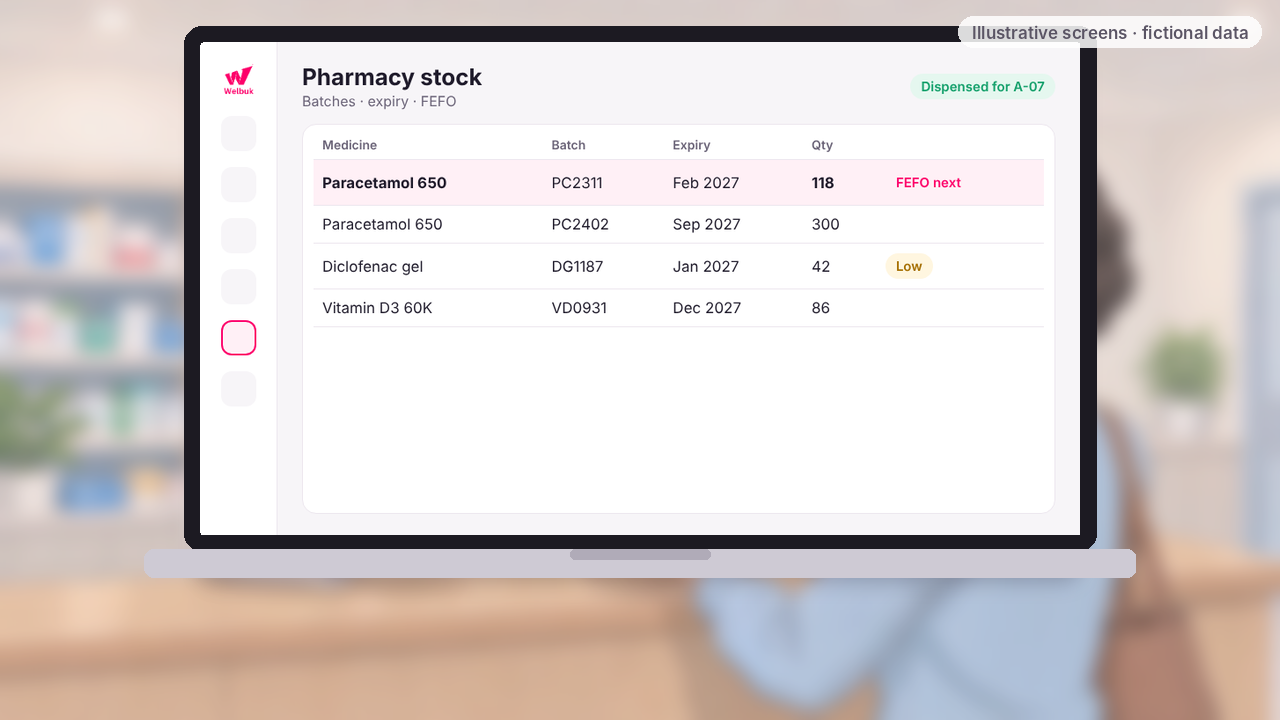 Illustrative screens · fictional data
Welbuk
Pharmacy stock
Batches · expiry · FEFO
Dispensed for A-07
Medicine Batch Expiry Qty
Paracetamol 650 PC2311 Feb 2027 118 FEFO next
Paracetamol 650 PC2402 Sep 2027 300
Diclofenac gel DG1187 Jan 2027 42 Low
Vitamin D3 60K VD0931 Dec 2027 86